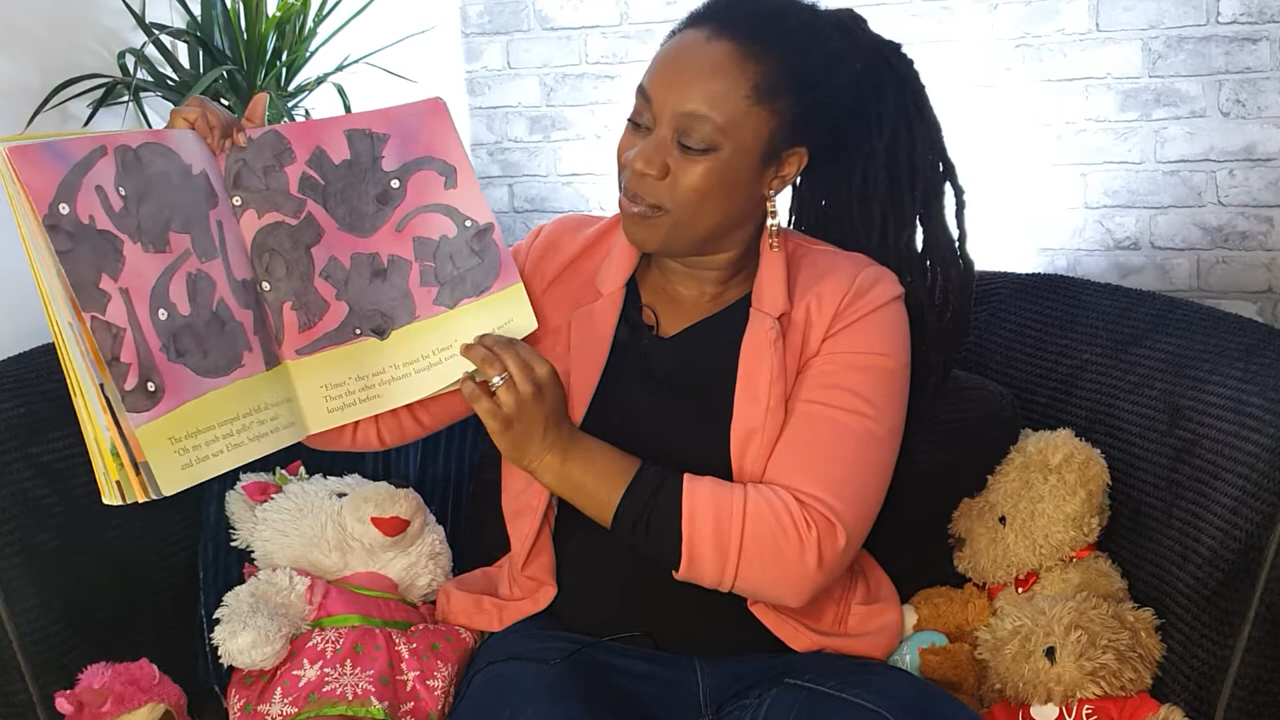 The elephants jumped and fell all
"Oh my gosh and golly!" they said
and then saw Elmer, helpless with
"Elmer," they said. "It must be Elmer."
Then the other elephants laughed too,
laughed before.
LOVE